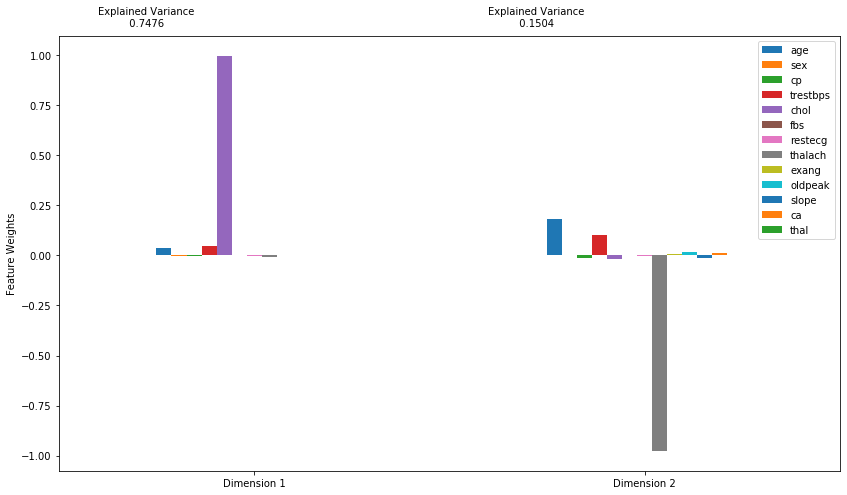 Explained Variance
0.7476
Explained Variance
0.1504
1.00
0.75
0.50
0.25
0.00
−0.25
−0.50
−0.75
−1.00
Feature Weights
Dimension 1
Dimension 2
age
sex
cp
trestbps
chol
fbs
restecg
thalach
exang
oldpeak
slope
ca
thal